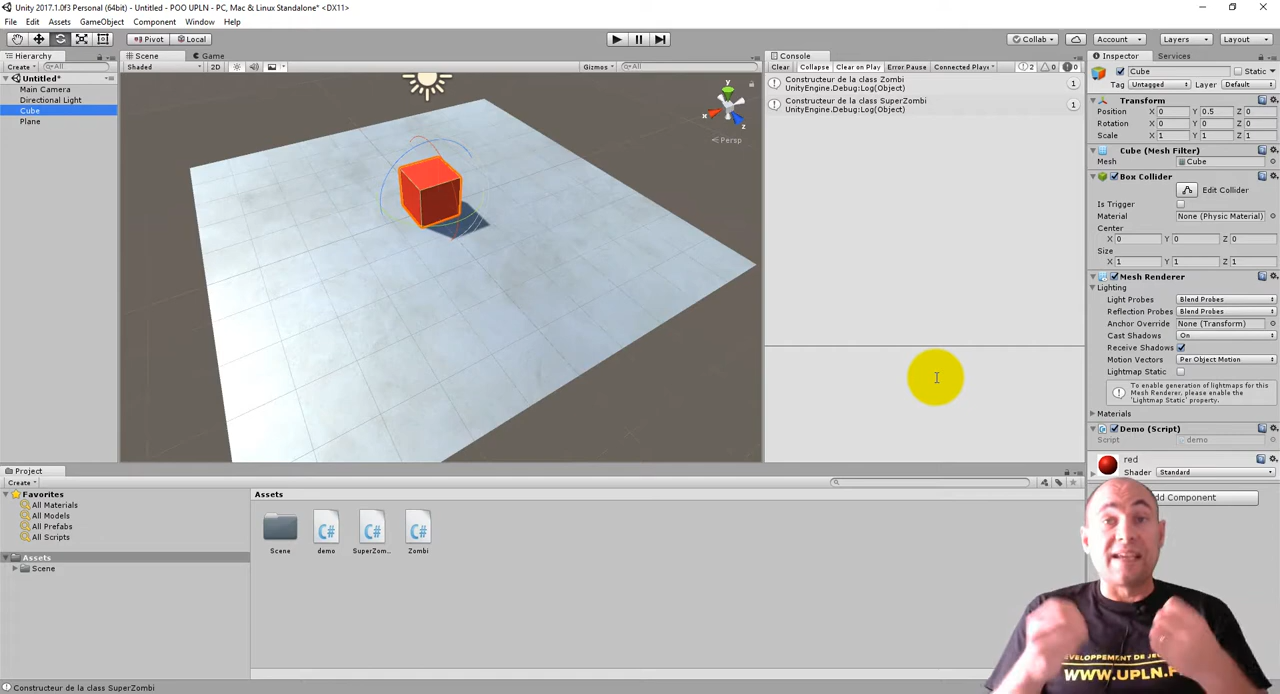 Unity 2017.1.0f3 Personal (64bit) - Untitled - POO UPLN - PC, Mac & Linux Standalone* <DX11>
File Edit Assets GameObject Component Window Help
Pivot Local Collab Account Layers Layout
Hierarchy
Create All
Untitled*
Main Camera
Directional Light
Cube
Plane
Scene Game
Shaded 2D Gizmos All
y
x
z
Persp
Console
Clear Collapse Clear on Play Error Pause Connected Player 2 0 0
Constructeur de la class Zombi 1
UnityEngine.Debug:Log(Object)
Constructeur de la class SuperZombi 1
UnityEngine.Debug:Log(Object)
Inspector Services
Cube Static
Tag Untagged Layer Default
Transform
Position X 0 Y 0.5 Z 0
Rotation X 0 Y 0 Z 0
Scale X 1 Y 1 Z 1
Cube (Mesh Filter)
Mesh Cube
Box Collider
Edit Collider
Is Trigger
Material None (Physic Material)
Center
X 0 Y 0 Z 0
Size
X 1 Y 1 Z 1
Mesh Renderer
Lighting
Light Probes Blend Probes
Reflection Probes Blend Probes
Anchor Override None (Transform)
Cast Shadows On
Receive Shadows
Motion Vectors Per Object Motion
Lightmap Static
To enable generation of lightmaps for this
Mesh Renderer, please enable the
'Lightmap Static' property.
Materials
Demo (Script)
Script demo
red
Shader Standard
Add Component
Project
Create
Favorites
All Materials
All Models
All Prefabs
All Scripts
Assets
Scene
Assets
Scene demo SuperZom... Zombi
Constructeur de la class SuperZombi
WWW.UPLN.